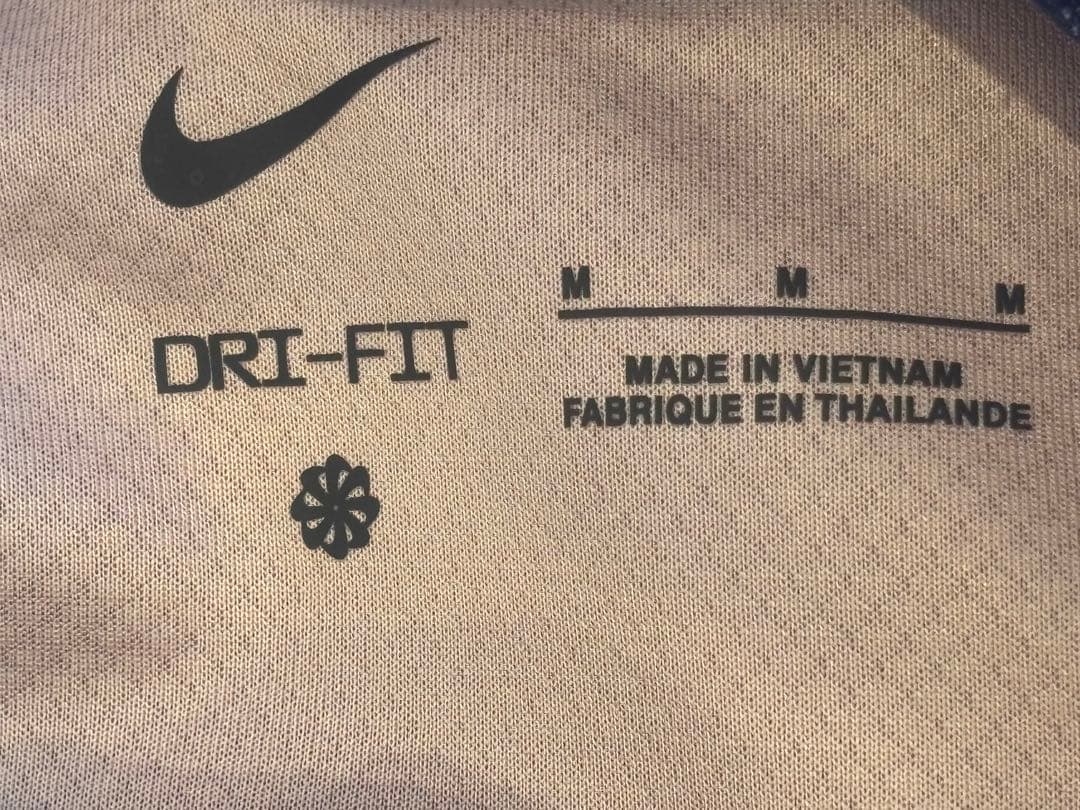 DRI-FIT
M M M
MADE IN VIETNAM
FABRIQUE EN THAILANDE